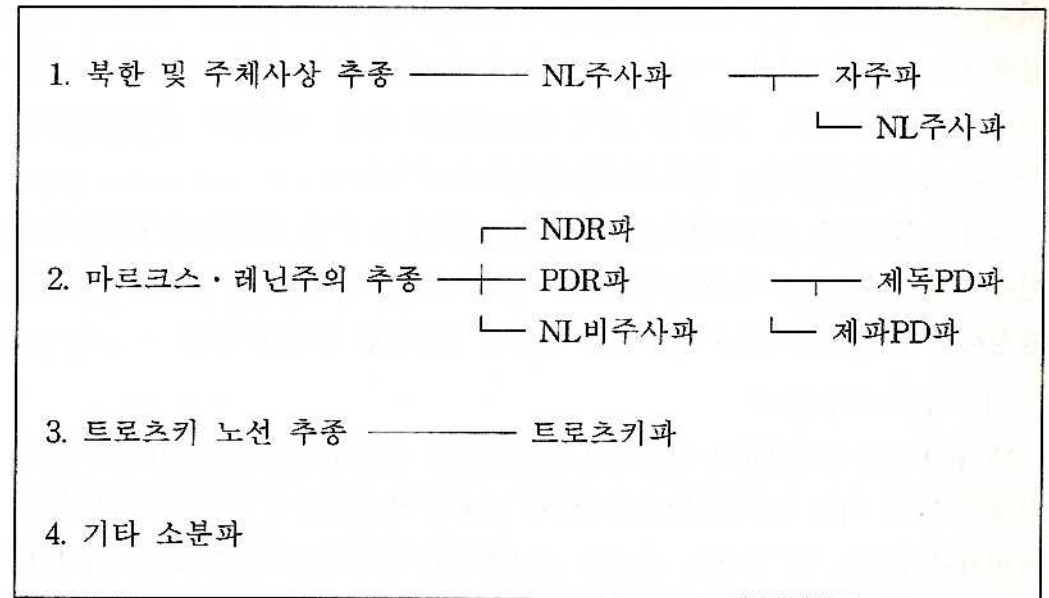 1. 북한 및 주체사상 추종 ──── NL주사파 ─┬─ 자주파
└─ NL주사파
┌─ NDR파
2. 마르크스·레닌주의 추종 ─┼─ PDR파 ─┬─ 제독PD파
└─ NL비주사파 └─ 제파PD파
3. 트로츠키 노선 추종 ──── 트로츠키파
4. 기타 소분파